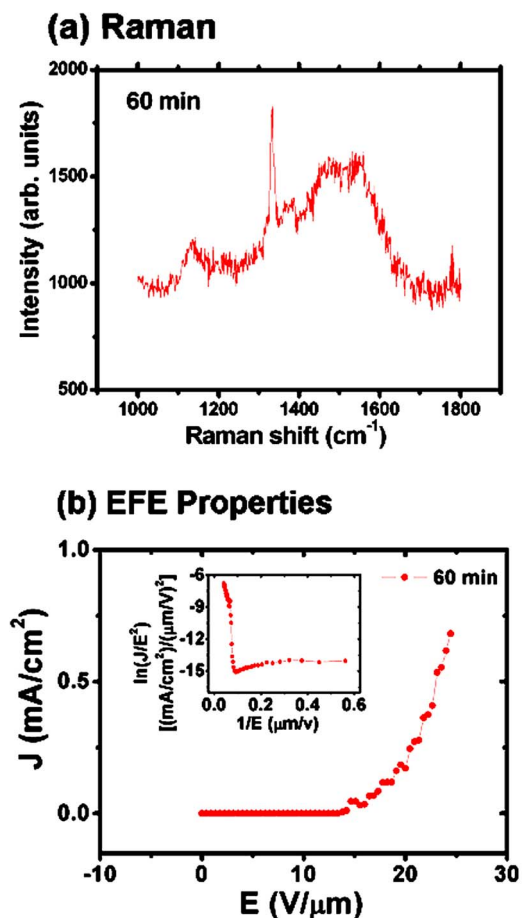 (a) Raman
2000
1500
1000
500
Intensity (arb. units)
60 min
1000 1200 1400 1600 1800
Raman shift (cm⁻¹)
(b) EFE Properties
1.0
0.5
0.0
J (mA/cm²)
-6
-9
-12
-15
ln(J/E²)
[(mA/cm²)/(μm/V)²]
0.0 0.2 0.4 0.6
1/E (μm/v)
60 min
-10 0 10 20 30
E (V/μm)